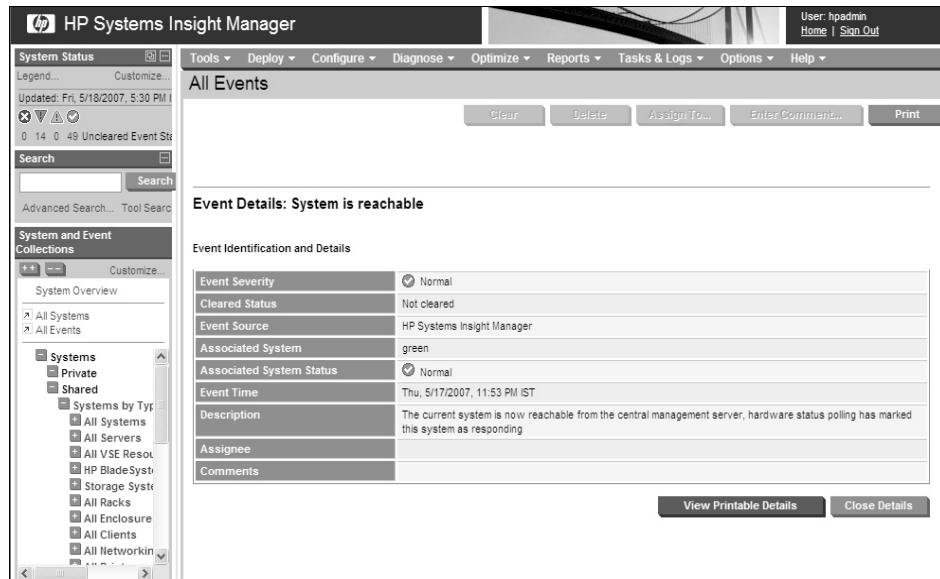 hp HP Systems Insight Manager
User: hpadmin
Home | Sign Out
System Status
Legend... Customize...
Updated: Fri, 5/18/2007, 5:30 PM
0 14 0 49 Uncleared Event Sta
Search
Search
Advanced Search... Tool Searc
System and Event
Collections
++ -- Customize...
System Overview
All Systems
All Events
Systems
Private
Shared
Systems by Typ
All Systems
All Servers
All VSE Resou
HP BladeSyste
Storage Syste
All Racks
All Enclosure
All Clients
All Networkin
Tools Deploy Configure Diagnose Optimize Reports Tasks & Logs Options Help
All Events
Clear Delete Assign To... Enter Comment... Print
Event Details: System is reachable
Event Identification and Details
Event Severity Normal
Cleared Status Not cleared
Event Source HP Systems Insight Manager
Associated System green
Associated System Status Normal
Event Time Thu, 5/17/2007, 11:53 PM IST
Description The current system is now reachable from the central management server, hardware status polling has marked
this system as responding
Assignee
Comments
View Printable Details Close Details